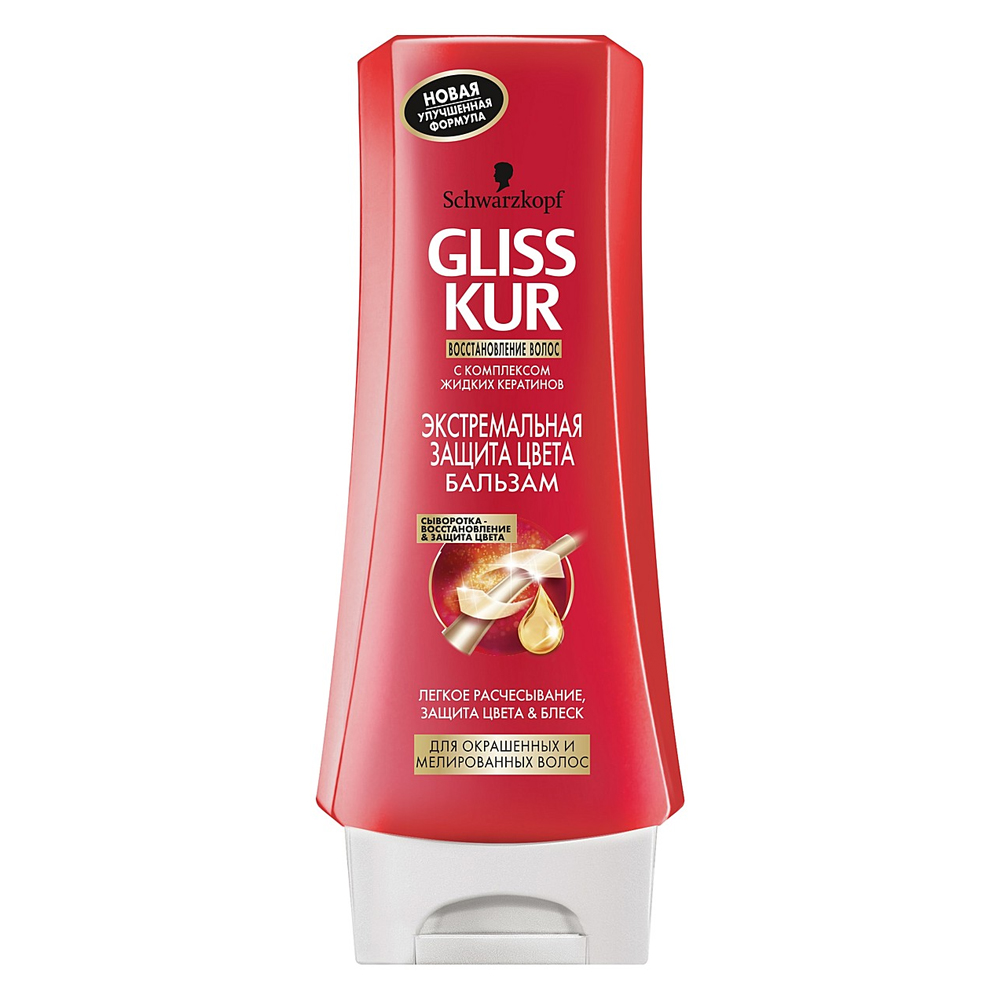 НОВАЯ
УЛУЧШЕННАЯ
ФОРМУЛА
Schwarzkopf
GLISS
KUR
ВОССТАНОВЛЕНИЕ ВОЛОС
С КОМПЛЕКСОМ
ЖИДКИХ КЕРАТИНОВ
ЭКСТРЕМАЛЬНАЯ
ЗАЩИТА ЦВЕТА
БАЛЬЗАМ
СЫВОРОТКА-
ВОССТАНОВЛЕНИЕ
& ЗАЩИТА ЦВЕТА
ЛЕГКОЕ РАСЧЕСЫВАНИЕ,
ЗАЩИТА ЦВЕТА & БЛЕСК
ДЛЯ ОКРАШЕННЫХ И
МЕЛИРОВАННЫХ ВОЛОС